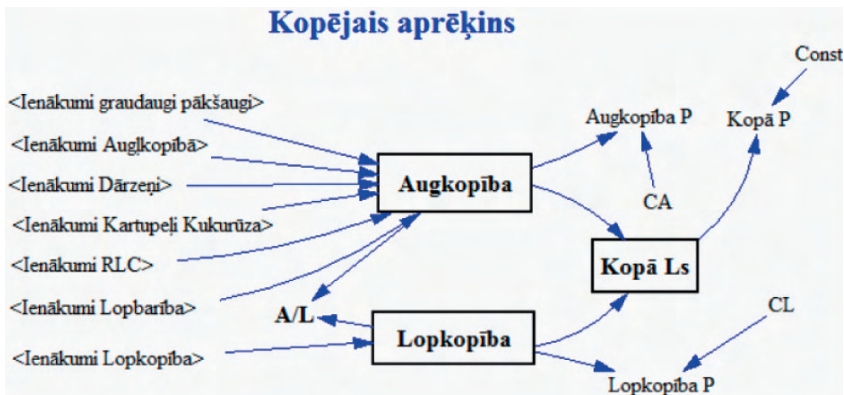 Kopējais aprēķins
Const
<Ienākumi graudaugi pākšaugi>
Augkopība P
Kopā P
<Ienākumi Augļkopībā>
Augkopība
<Ienākumi Dārzeņi>
CA
<Ienākumi Kartupeļi Kukurūza>
<Ienākumi RLC>
Kopā Ls
<Ienākumi Lopbarība>
A/L
CL
Lopkopība
<Ienākumi Lopkopība>
Lopkopība P